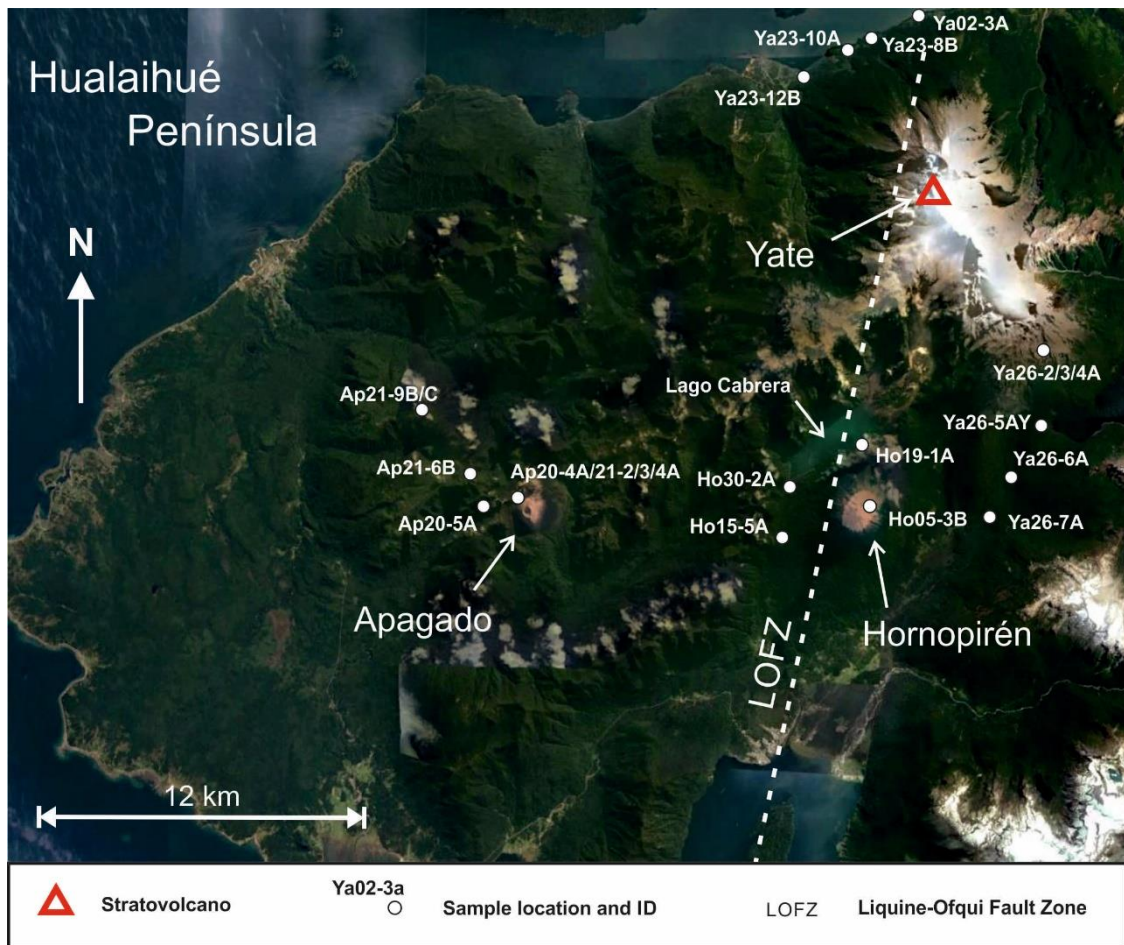 Ya02-3A
Ya23-10A
Ya23-8B
Hualaihué
Península
Ya23-12B
N
Yate
Ya26-2/3/4A
Ap21-9B/C
Lago Cabrera
Ya26-5AY
Ho19-1A
Ya26-6A
Ap21-6B
Ap20-4A/21-2/3/4A
Ho30-2A
Ap20-5A
Ho15-5A
Ho05-3B
Ya26-7A
Apagado
Hornopirén
LOFZ
12 km
Ya02-3a
Stratovolcano
Sample location and ID
LOFZ
Liquine-Ofqui Fault Zone